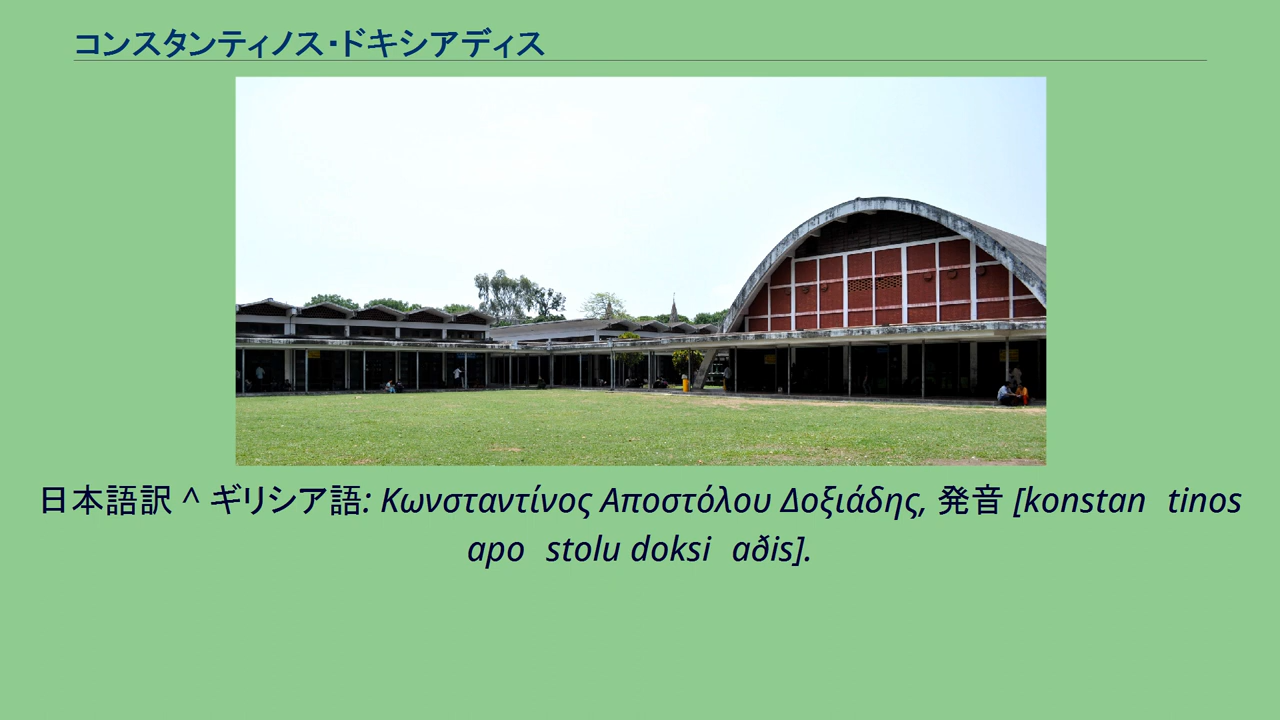 コンスタンティノス・ドキシアディス
日本語訳 ^ ギリシア語: Κωνσταντίνος Αποστόλου Δοξιάδης, 発音 [konstan tinos
apo stolu doksi aðis].